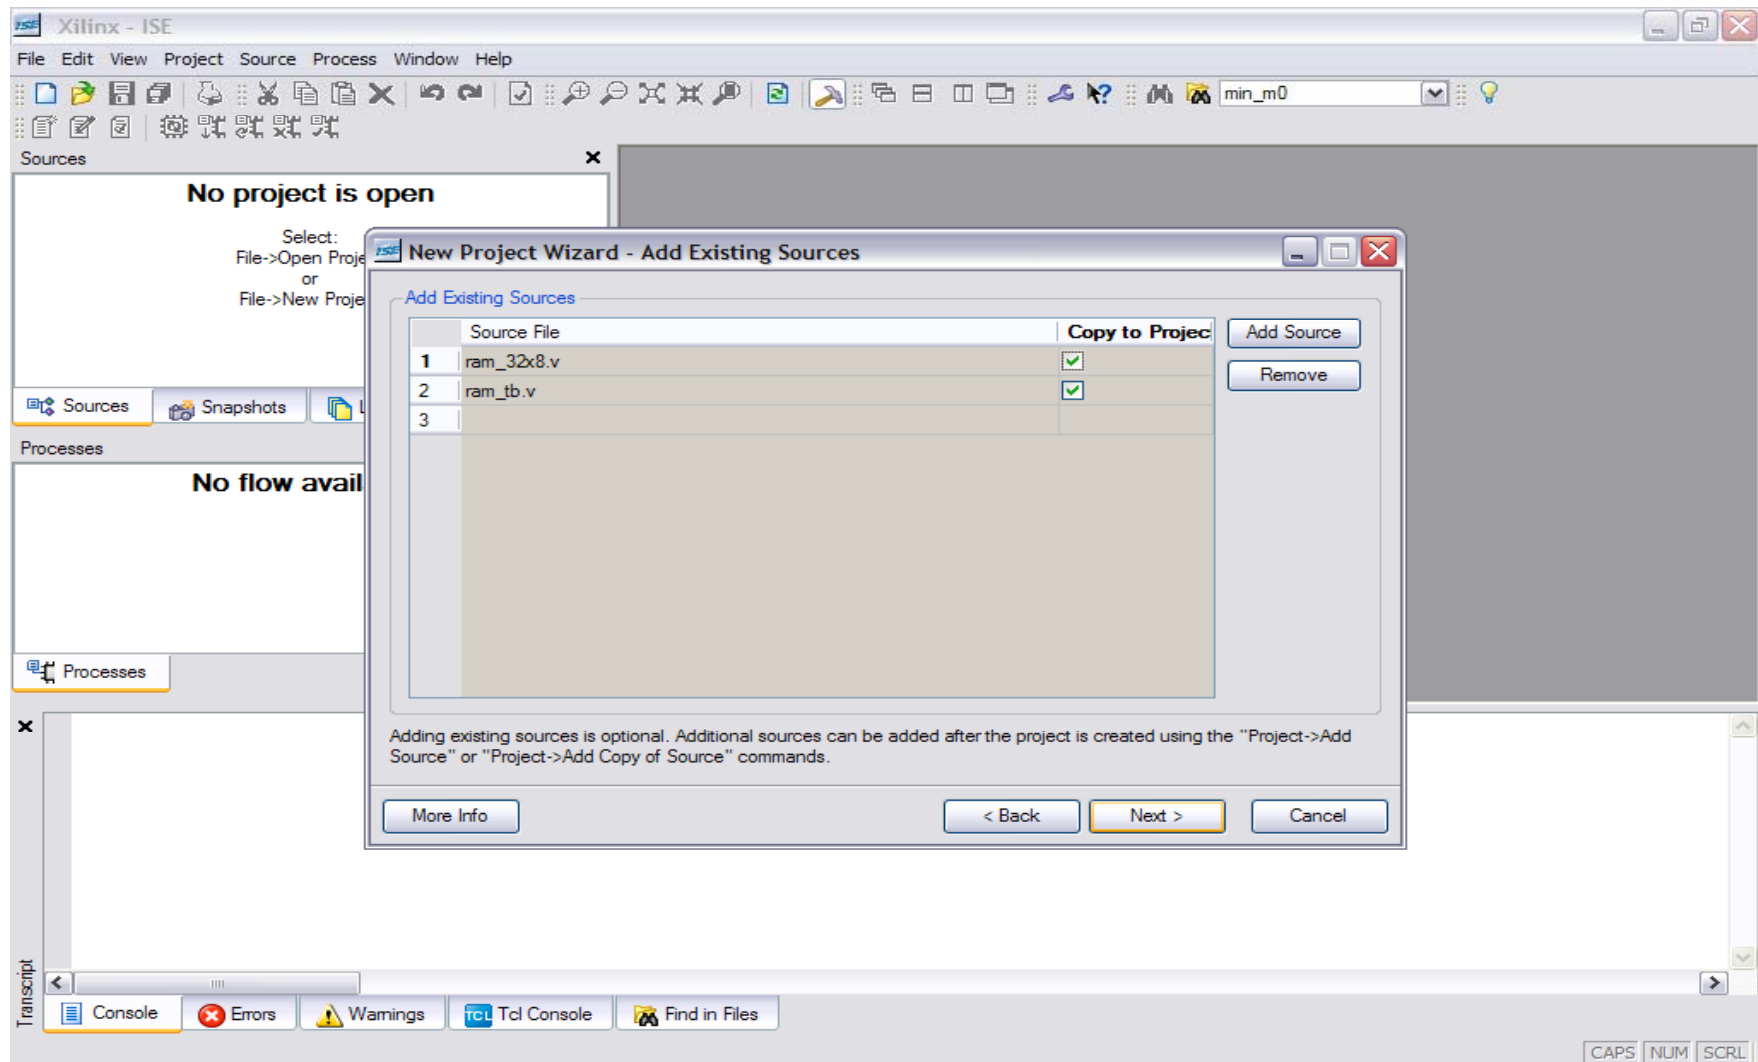 Xilinx - ISE
File Edit View Project Source Process Window Help
min_m0
Sources
No project is open
Select:
File->Open Proje
or
File->New Proje
Sources Snapshots L
Processes
No flow avail
Processes
New Project Wizard - Add Existing Sources
Add Existing Sources
Source File Copy to Projec
1 ram_32x8.v
2 ram_tb.v
3
Add Source
Remove
Adding existing sources is optional. Additional sources can be added after the project is created using the "Project->Add
Source" or "Project->Add Copy of Source" commands.
More Info < Back Next > Cancel
Transcript
Console Errors Warnings TCL Tcl Console Find in Files
CAPS NUM SCRL